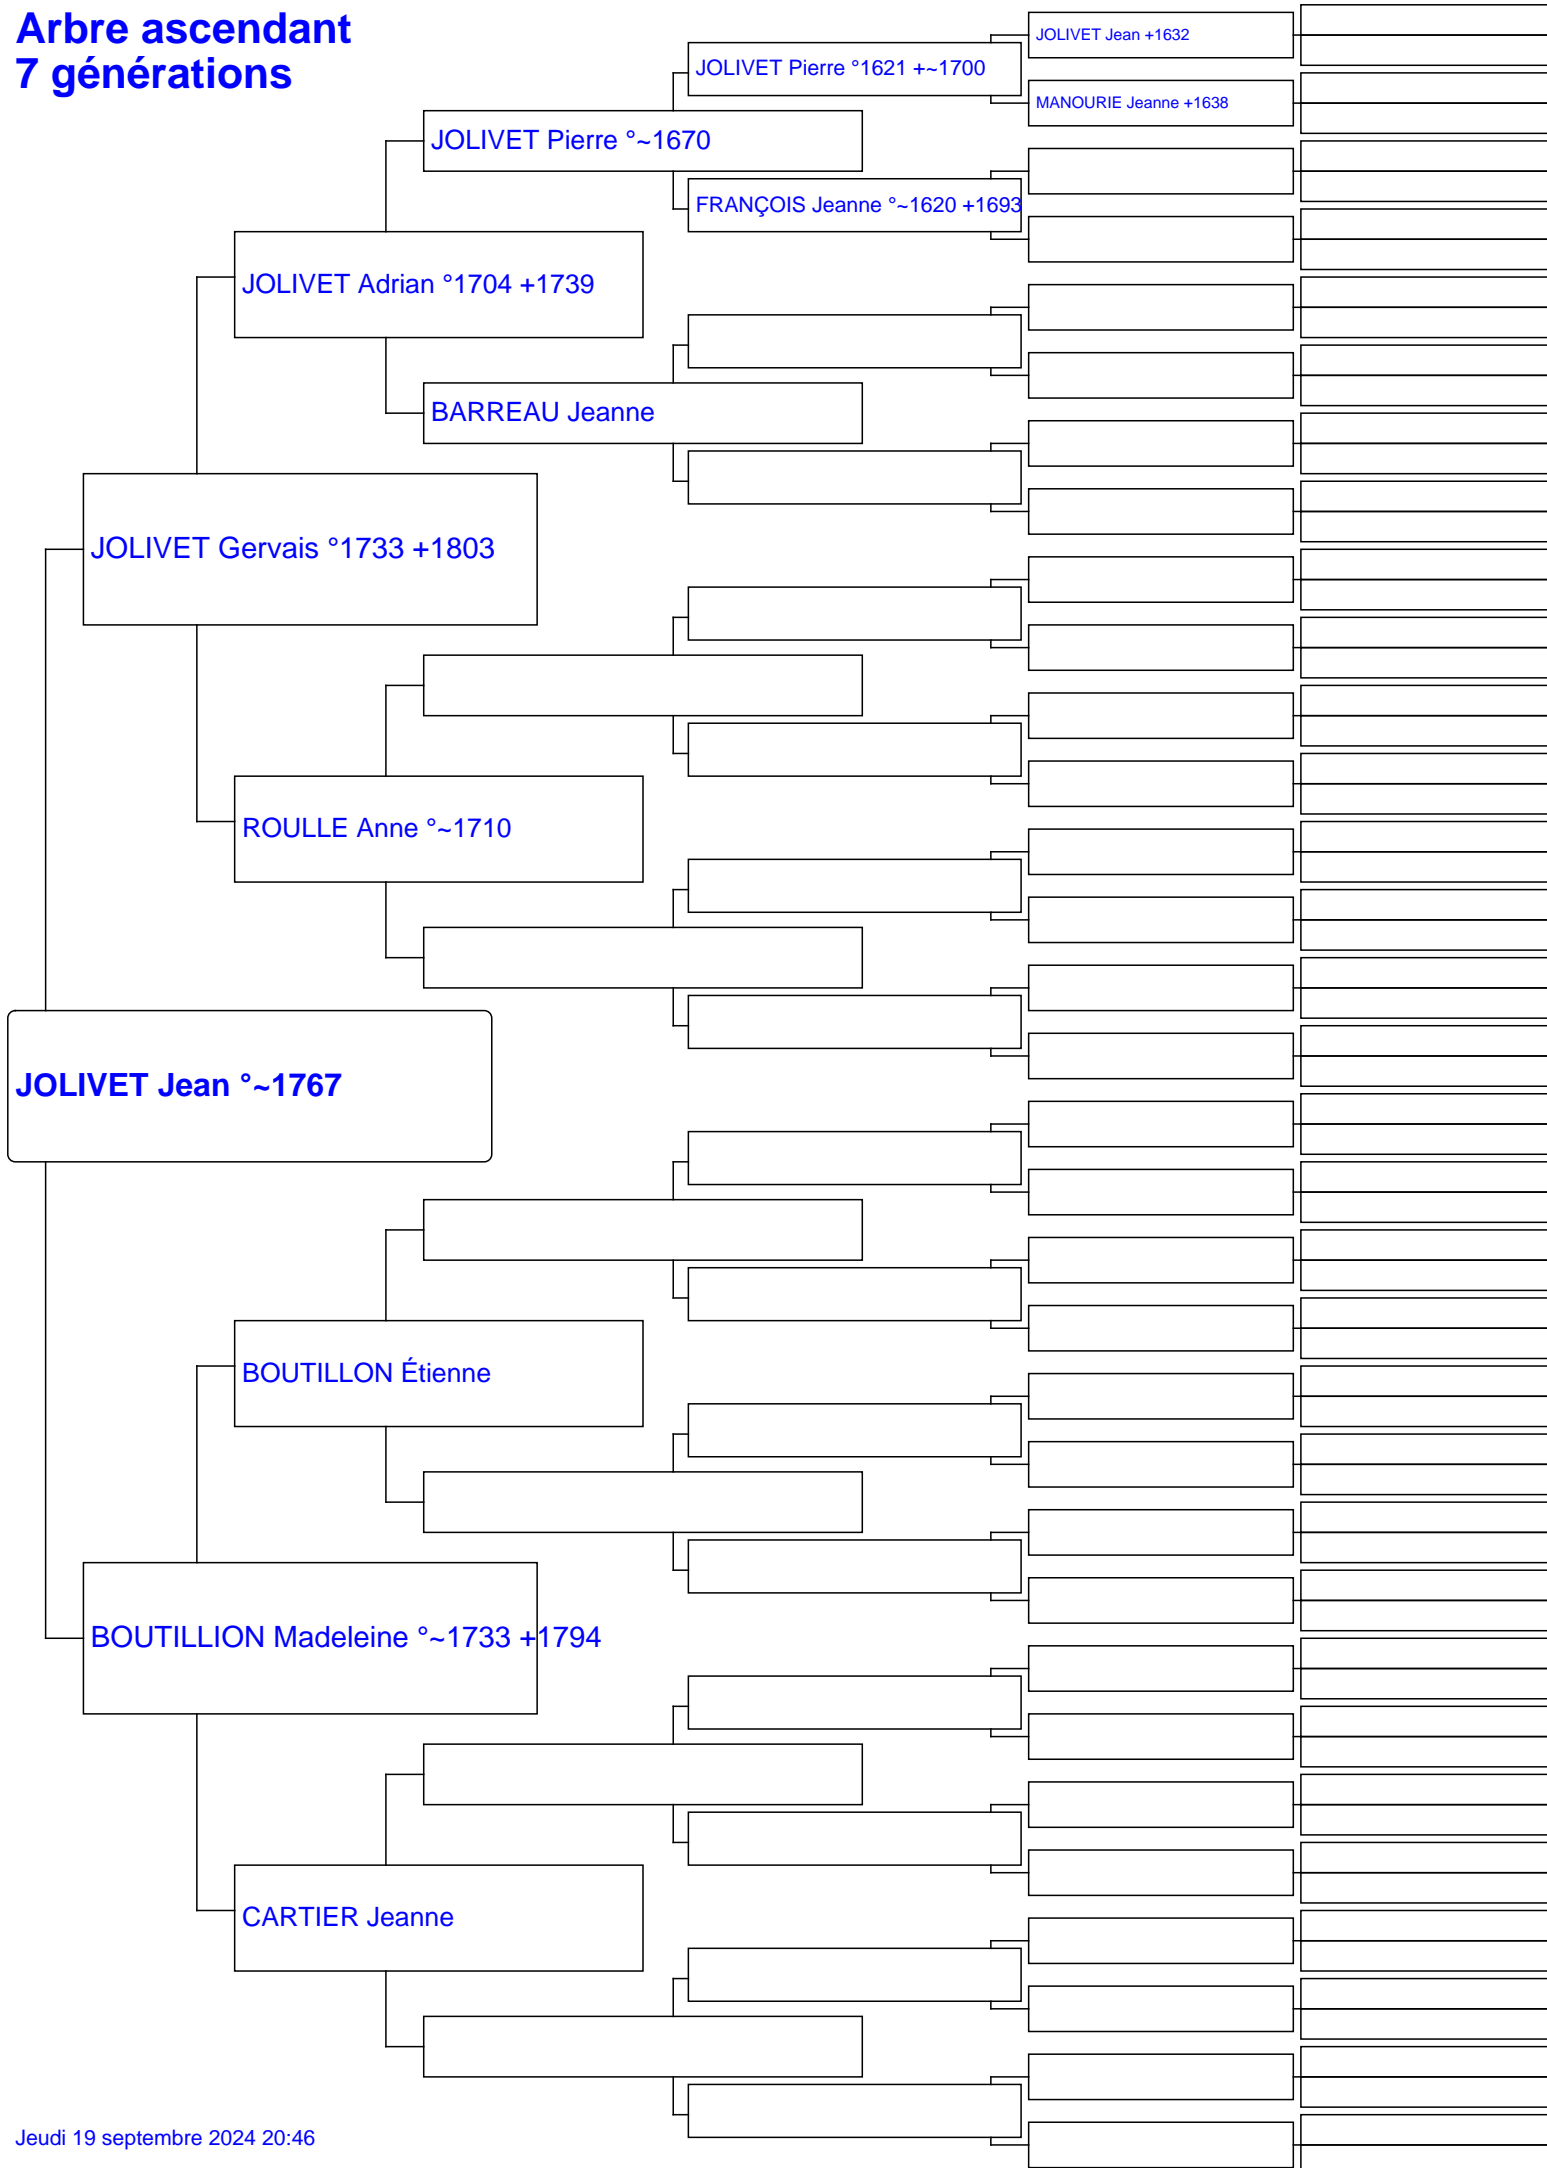 Arbre ascendant
7 générations
JOLIVET Jean +1632
JOLIVET Pierre °1621 +~1700
MANOURIE Jeanne +1638
JOLIVET Pierre °~1670
FRANÇOIS Jeanne °~1620 +1693
JOLIVET Adrian °1704 +1739
BARREAU Jeanne
JOLIVET Gervais °1733 +1803
ROULLE Anne °~1710
JOLIVET Jean °~1767
BOUTILLON Étienne
BOUTILLION Madeleine °~1733 +1794
CARTIER Jeanne
Jeudi 19 septembre 2024 20:46